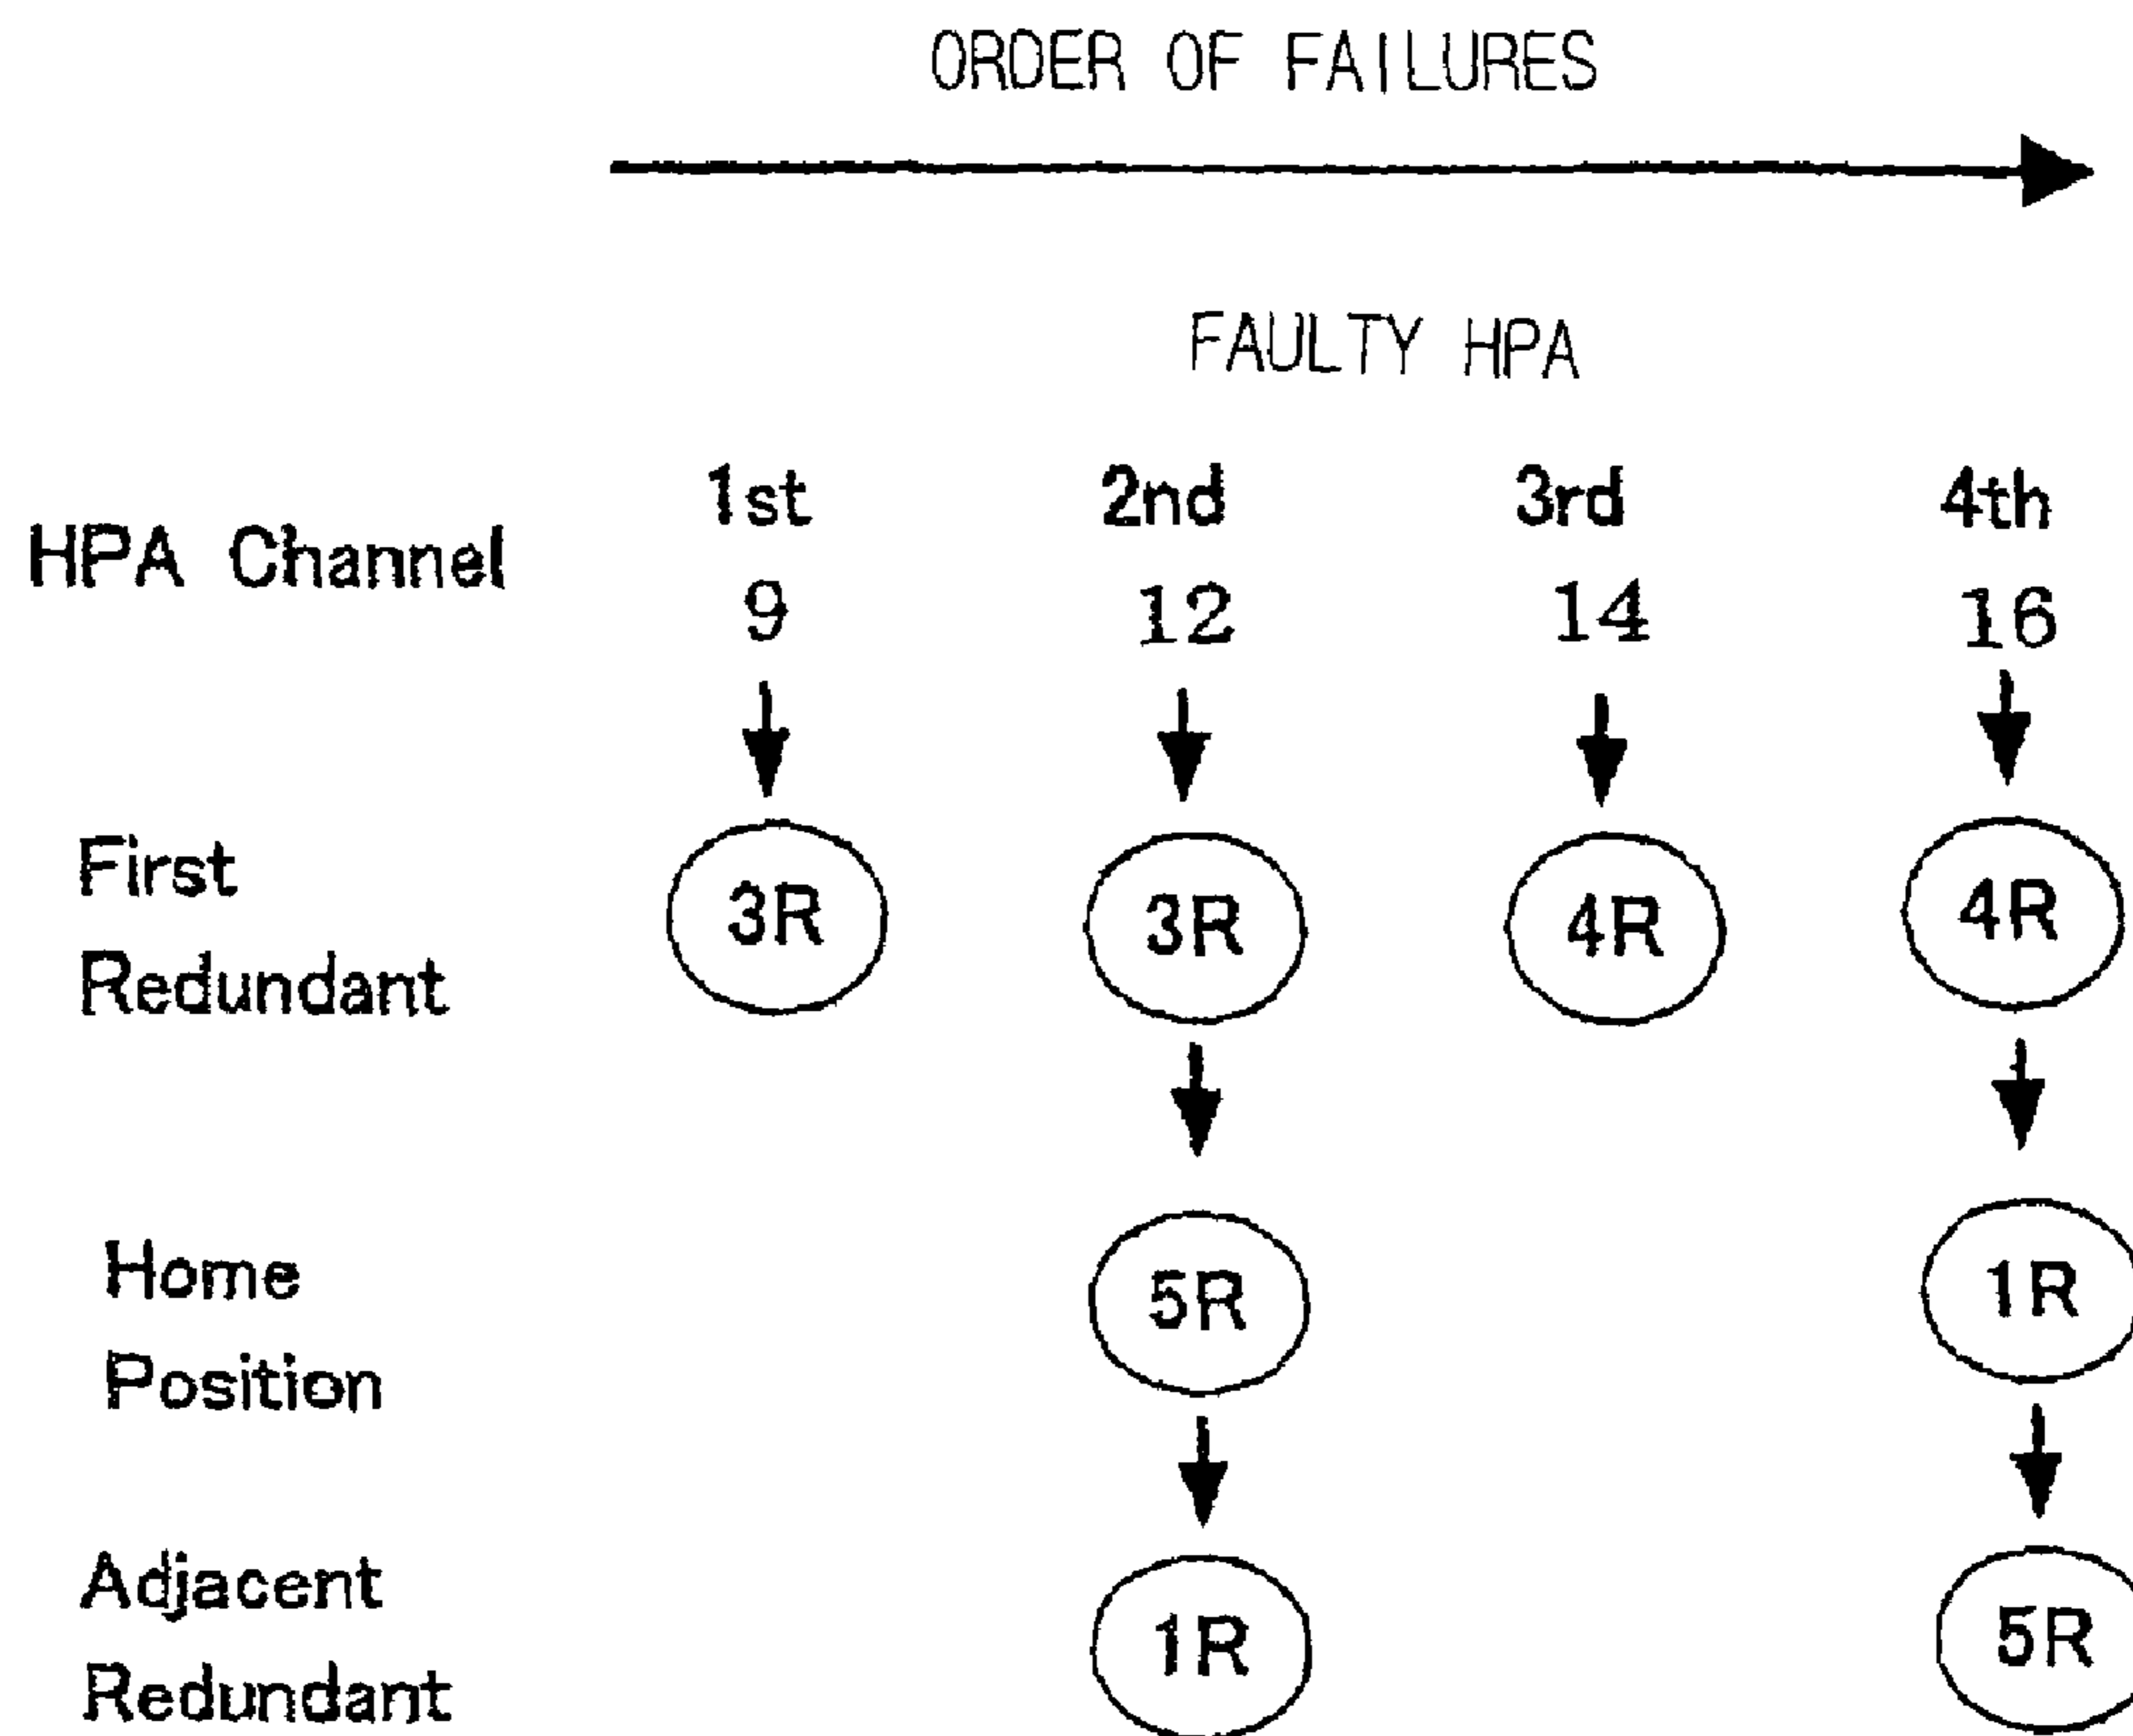 ORDER OF FAILURES
FAULTY HPA
1st 2nd 3rd 4th
HPA Channel
9 12 14 16
First
Redundant
3R 3R 4R 4R
Home
Position
5R 1R
Adjacent
Redundant
1R 5R